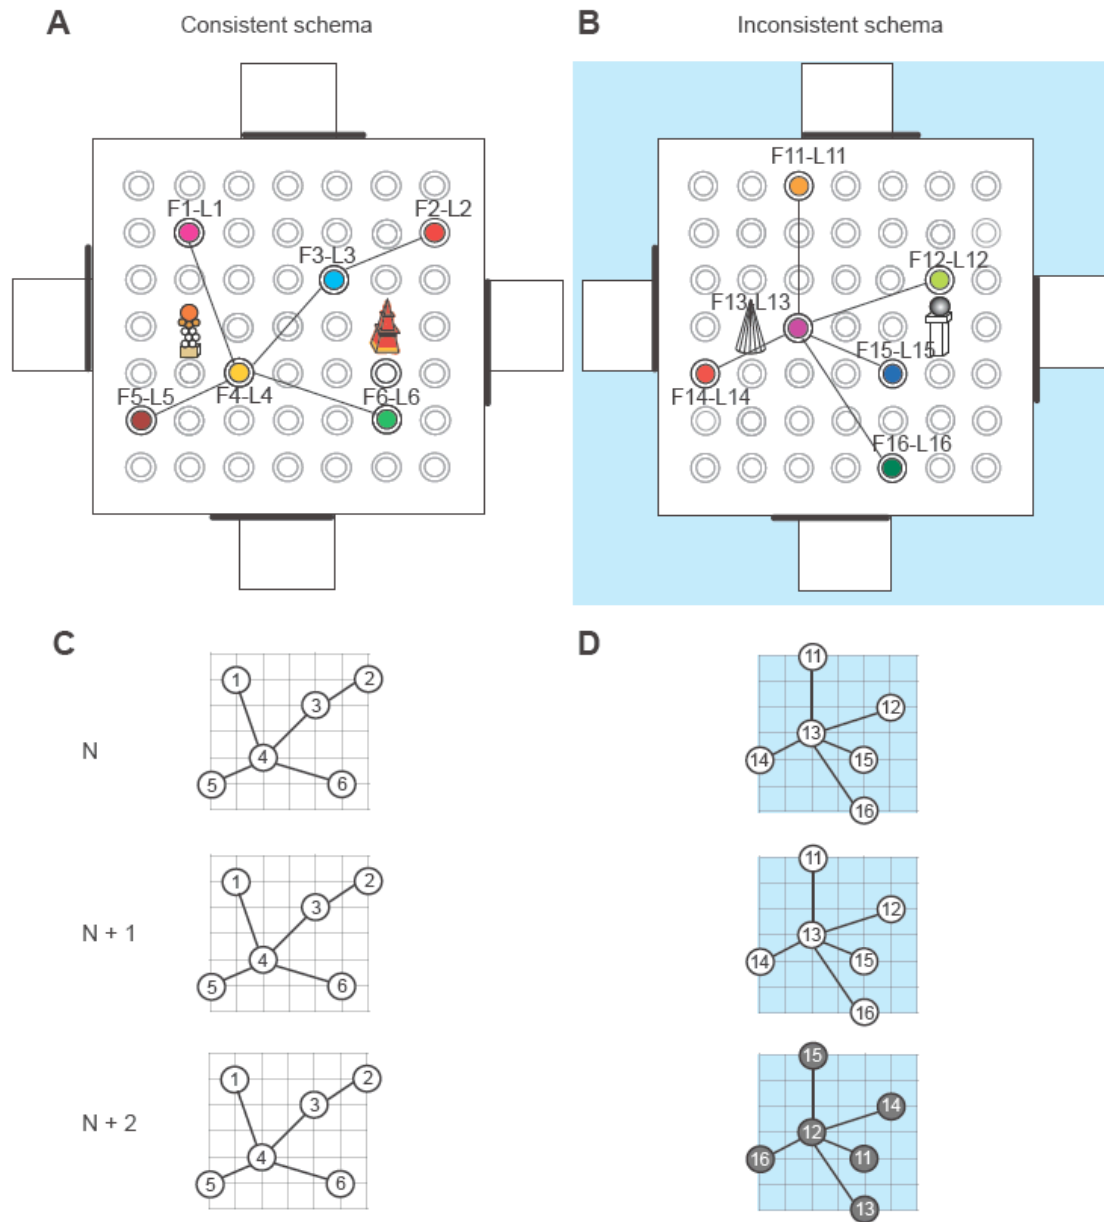 A Consistent schema
B Inconsistent schema
F1-L1
F2-L2
F3-L3
F4-L4
F5-L5
F6-L6
F11-L11
F12-L12
F13-L13
F15-L15
F14-L14
F16-L16
C
D
N
1
2
3
4
5
6
11
12
13
14
15
16
N + 1
1
2
3
4
5
6
11
12
13
14
15
16
N + 2
1
2
3
4
5
6
15
14
12
16
11
13